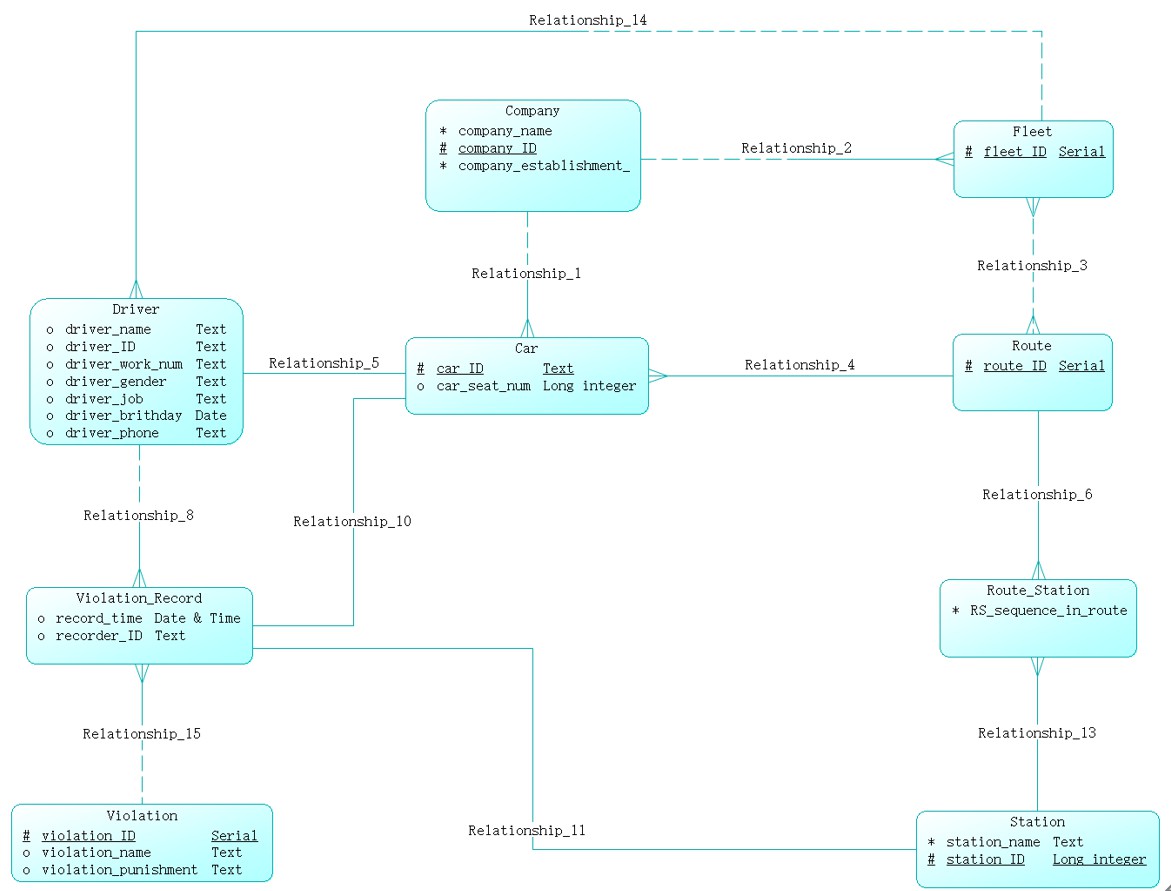 Relationship_14
Company
* company_name
# company_ID
* company_establishment_
Relationship_2
Fleet
# fleet_ID Serial
Relationship_1
Relationship_3
Driver
o driver_name Text
o driver_ID Text
o driver_work_num Text
o driver_gender Text
o driver_job Text
o driver_brithday Date
o driver_phone Text
Relationship_5
Car
# car_ID Text
o car_seat_num Long integer
Relationship_4
Route
# route_ID Serial
Relationship_8
Relationship_10
Relationship_6
Violation_Record
o record_time Date & Time
o recorder_ID Text
Route_Station
* RS_sequence_in_route
Relationship_15
Relationship_13
Violation
# violation_ID Serial
o violation_name Text
o violation_punishment Text
Relationship_11
Station
* station_name Text
# station_ID Long integer